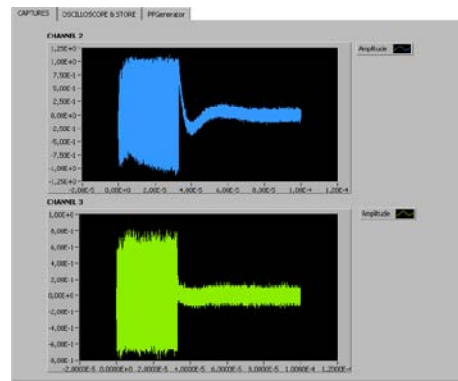 CAPTURES OSCILLOSCOPE & STORE PPGenerator
CHANNEL 2
Amplitude
1,25E+0
1,00E+0
7,50E-1
5,00E-1
2,50E-1
0,00E+0
-2,50E-1
-5,00E-1
-7,50E-1
-1,00E+0
-1,25E+0
-2,00E-5 0,00E+0 2,00E-5 4,00E-5 6,00E-5 8,00E-5 1,0E-4 1,20E-4
CHANNEL 3
Amplitude
1,00E+0
8,00E-1
6,00E-1
4,00E-1
2,00E-1
0,00E+0
-2,00E-1
-4,00E-1
-6,00E-1
-8,00E-1
-2,0000E-5 0,0000E+0 2,0000E-5 4,0000E-5 6,0000E-5 8,0000E-5 1,0000E-4 1,2000E-4